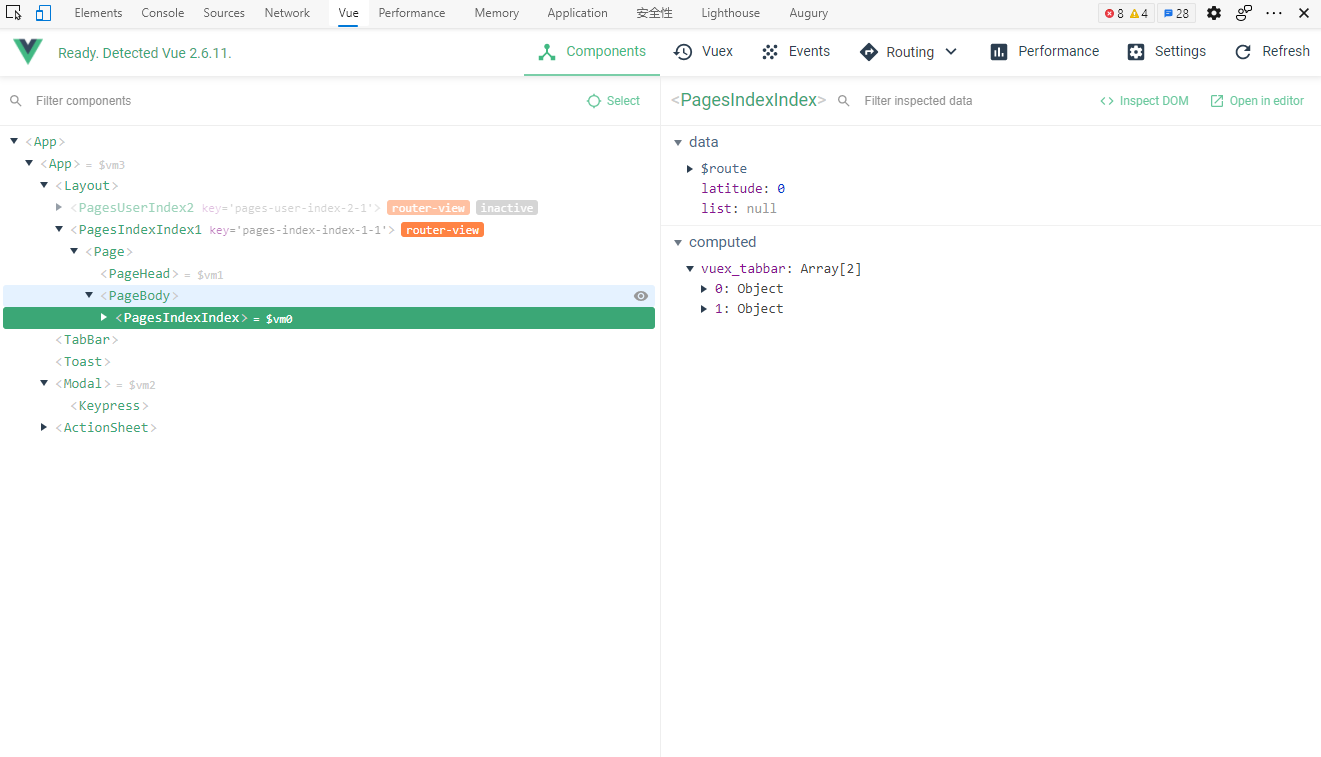 Elements Console Sources Network Vue Performance Memory Application 安全性 Lighthouse Augury 8 4 28
Ready. Detected Vue 2.6.11. Components Vuex Events Routing Performance Settings Refresh
Filter components Select
<PagesIndexIndex> Filter inspected data Inspect DOM Open in editor
<App>
<App> = $vm3
<Layout>
<PagesUserIndex2 key='pages-user-index-2-1'> router-view inactive
<PagesIndexIndex1 key='pages-index-index-1-1'> router-view
<Page>
<PageHead> = $vm1
<PageBody>
<PagesIndexIndex> = $vm0
<TabBar>
<Toast>
<Modal> = $vm2
<Keypress>
<ActionSheet>
data
$route
latitude: 0
list: null
computed
vuex_tabbar: Array[2]
0: Object
1: Object